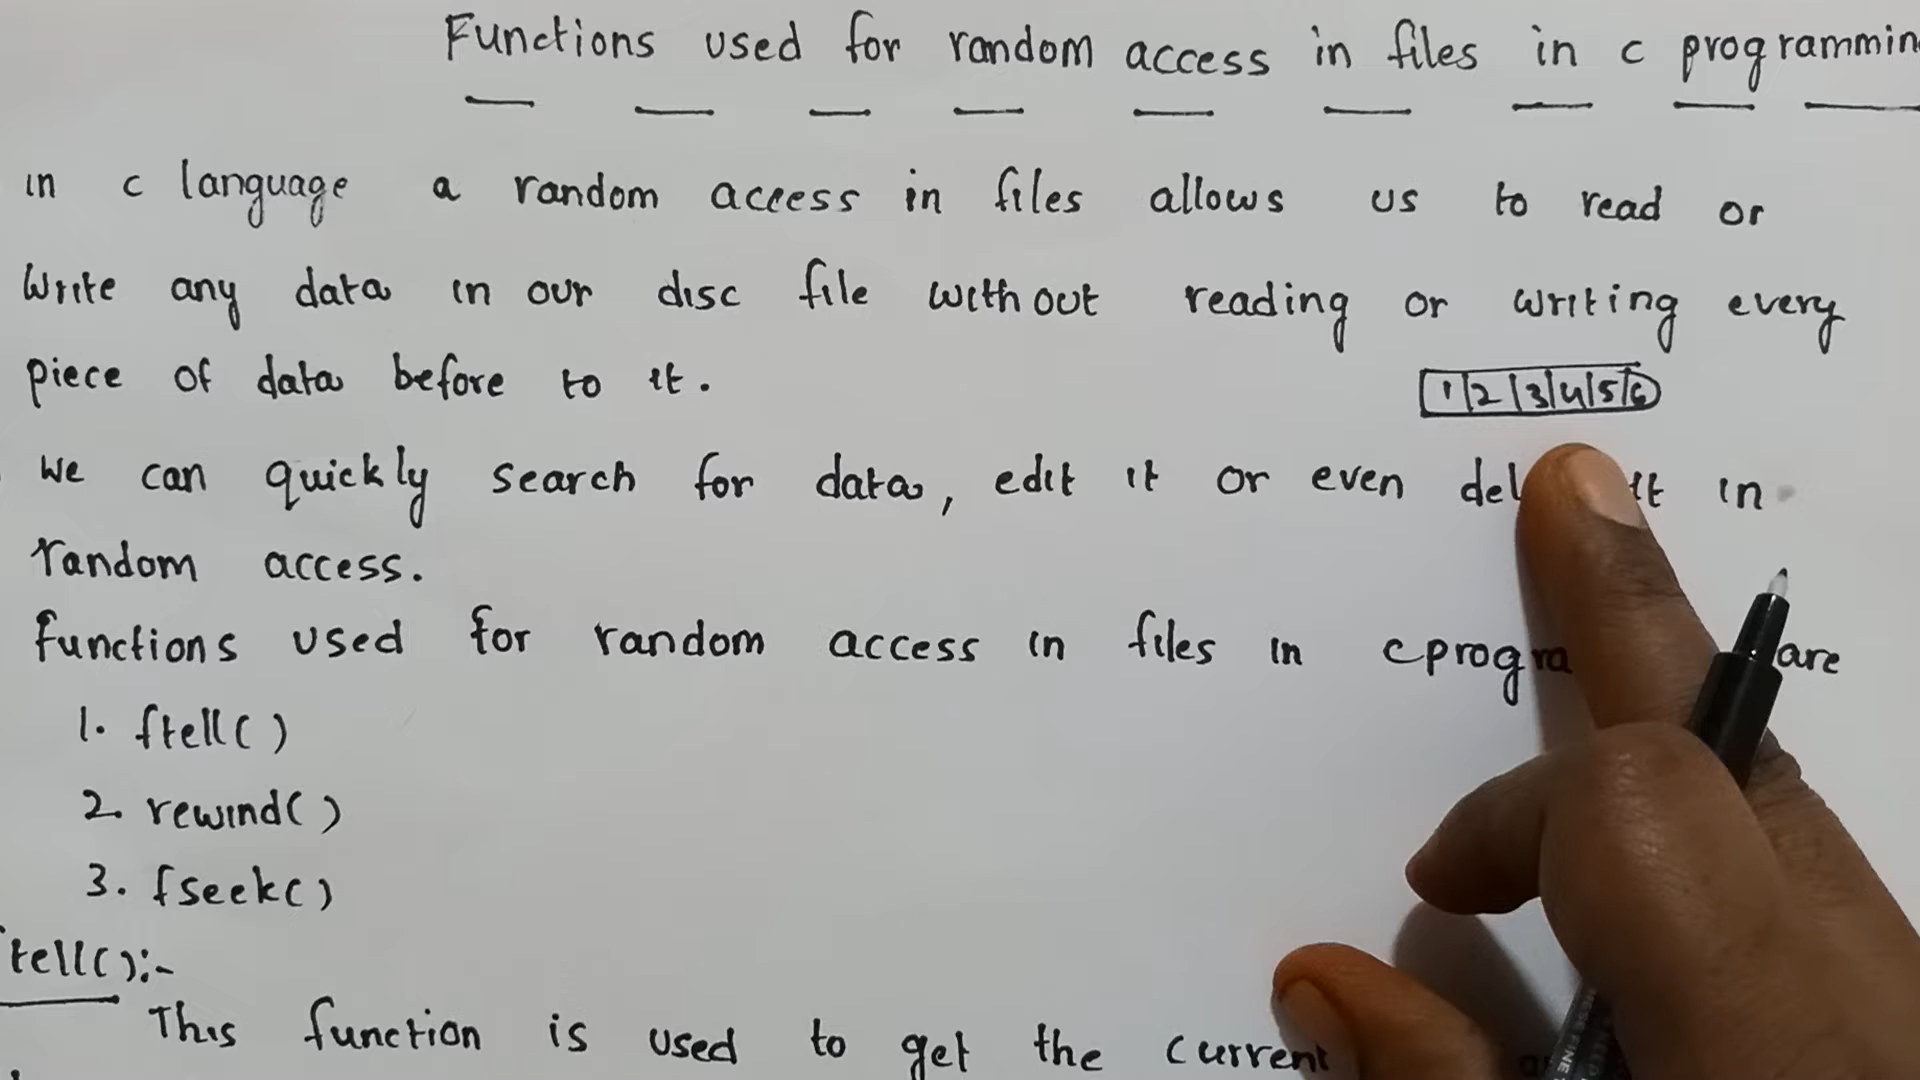 Functions used for random access in files in c programmin
in c language a random access in files allows us to read or
Write any data in our disc file without reading or writing every
piece of data before to it.
1 2 3 4 5 6
We can quickly search for data, edit it or even del it in
random access.
functions used for random access in files in c progra are
1. ftell()
2. rewind()
3. fseek()
tell():-
This function is used to get the current